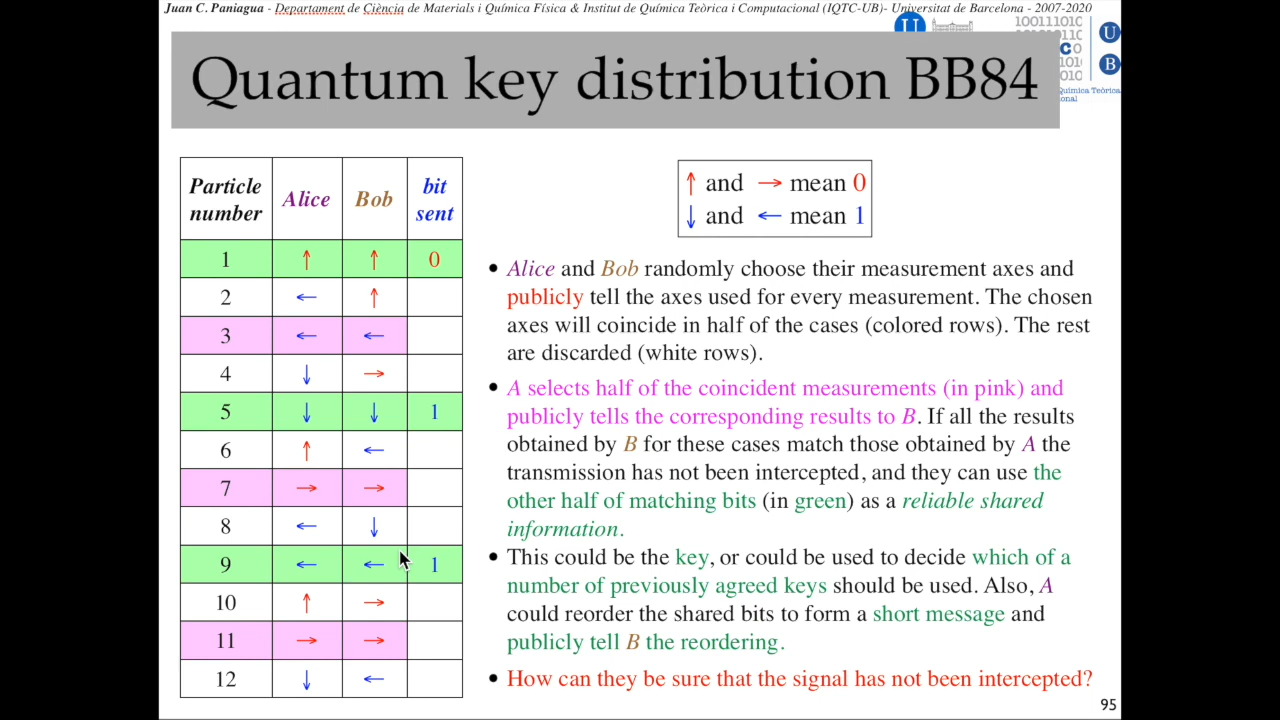 Juan C. Paniagua - Departament de Ciència de Materials i Química Física & Institut de Química Teòrica i Computacional (IQTC-UB)- Universitat de Barcelona - 2007-2020
U
100111010
U
B
Química Teòrica
Quantum key distribution BB84
Particle number Alice Bob bit sent
1 ↑ ↑ 0
2 ← ↑
3 ← ←
4 ↓ →
5 ↓ ↓ 1
6 ↑ ←
7 → →
8 ← ↓
9 ← ← 1
10 ↑ →
11 → →
12 ↓ ←
↑ and → mean 0
↓ and ← mean 1
• Alice and Bob randomly choose their measurement axes and
publicly tell the axes used for every measurement. The chosen
axes will coincide in half of the cases (colored rows). The rest
are discarded (white rows).
• A selects half of the coincident measurements (in pink) and
publicly tells the corresponding results to B. If all the results
obtained by B for these cases match those obtained by A the
transmission has not been intercepted, and they can use the
other half of matching bits (in green) as a reliable shared
information.
• This could be the key, or could be used to decide which of a
number of previously agreed keys should be used. Also, A
could reorder the shared bits to form a short message and
publicly tell B the reordering.
• How can they be sure that the signal has not been intercepted?
95